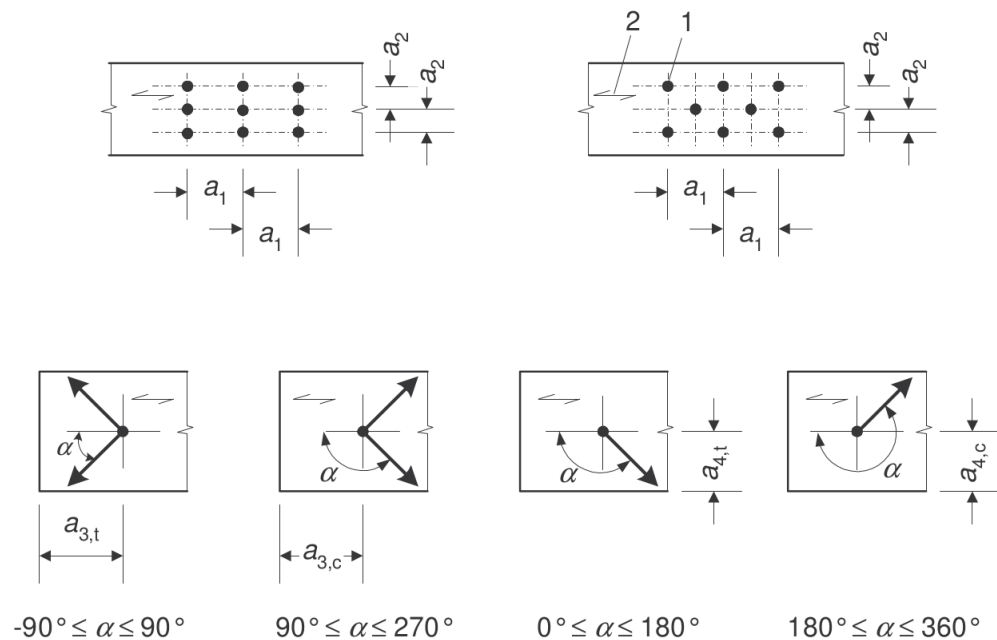 2 1
a₂ a₂
a₂ a₂
a₁ a₁
a₁ a₁
α α α α
a₄,t a₄,c
a₃,t a₃,c
-90° ≤ α ≤ 90° 90° ≤ α ≤ 270° 0° ≤ α ≤ 180° 180° ≤ α ≤ 360°